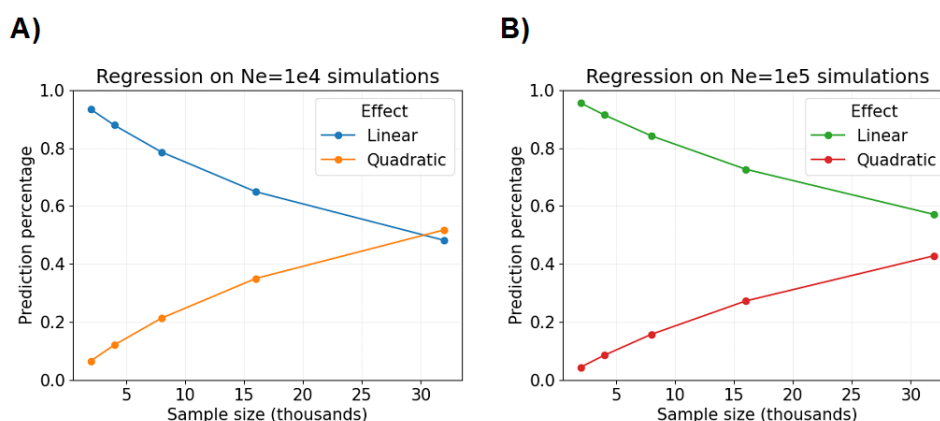 A)
Regression on Ne=1e4 simulations
Prediction percentage
1.0
0.8
0.6
0.4
0.2
0.0
Effect
Linear
Quadratic
5 10 15 20 25 30
Sample size (thousands)
B)
Regression on Ne=1e5 simulations
Prediction percentage
1.0
0.8
0.6
0.4
0.2
0.0
Effect
Linear
Quadratic
5 10 15 20 25 30
Sample size (thousands)